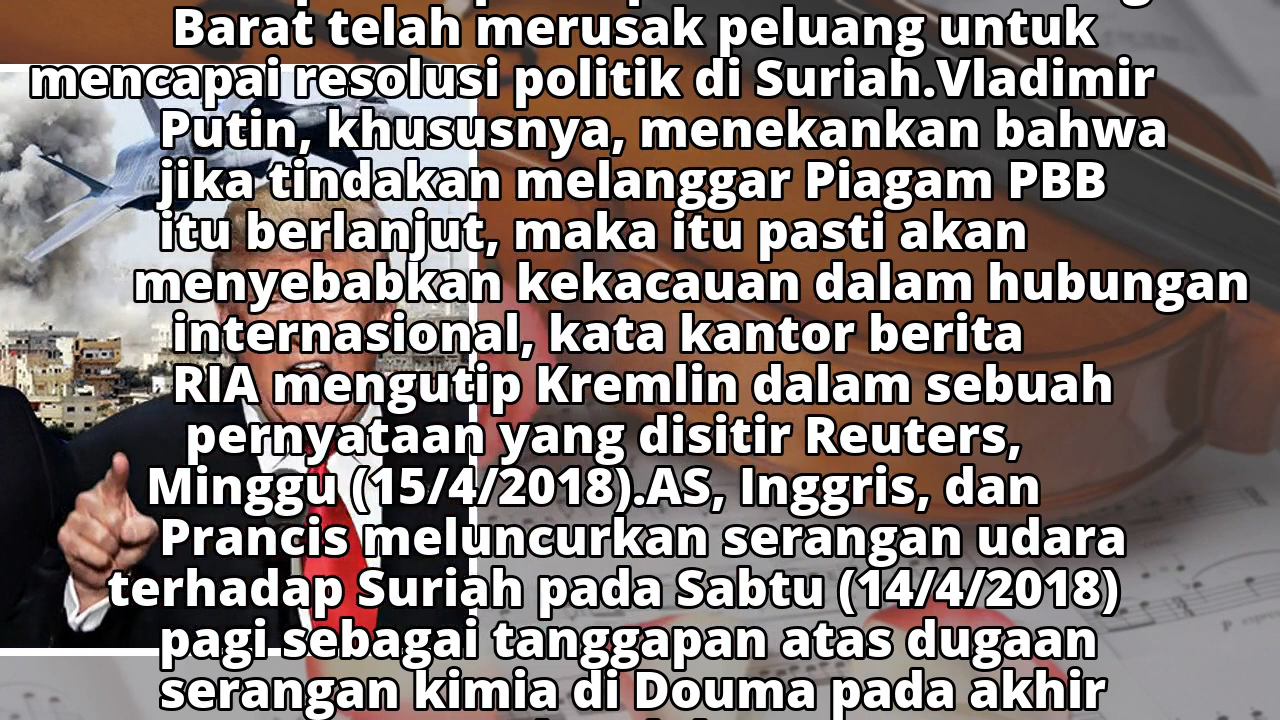 Barat telah merusak peluang untuk
mencapai resolusi politik di Suriah.Vladimir
Putin, khususnya, menekankan bahwa
jika tindakan melanggar Piagam PBB
itu berlanjut, maka itu pasti akan
menyebabkan kekacauan dalam hubungan
internasional, kata kantor berita
RIA mengutip Kremlin dalam sebuah
pernyataan yang disitir Reuters,
Minggu (15/4/2018).AS, Inggris, dan
Prancis meluncurkan serangan udara
terhadap Suriah pada Sabtu (14/4/2018)
pagi sebagai tanggapan atas dugaan
serangan kimia di Douma pada akhir